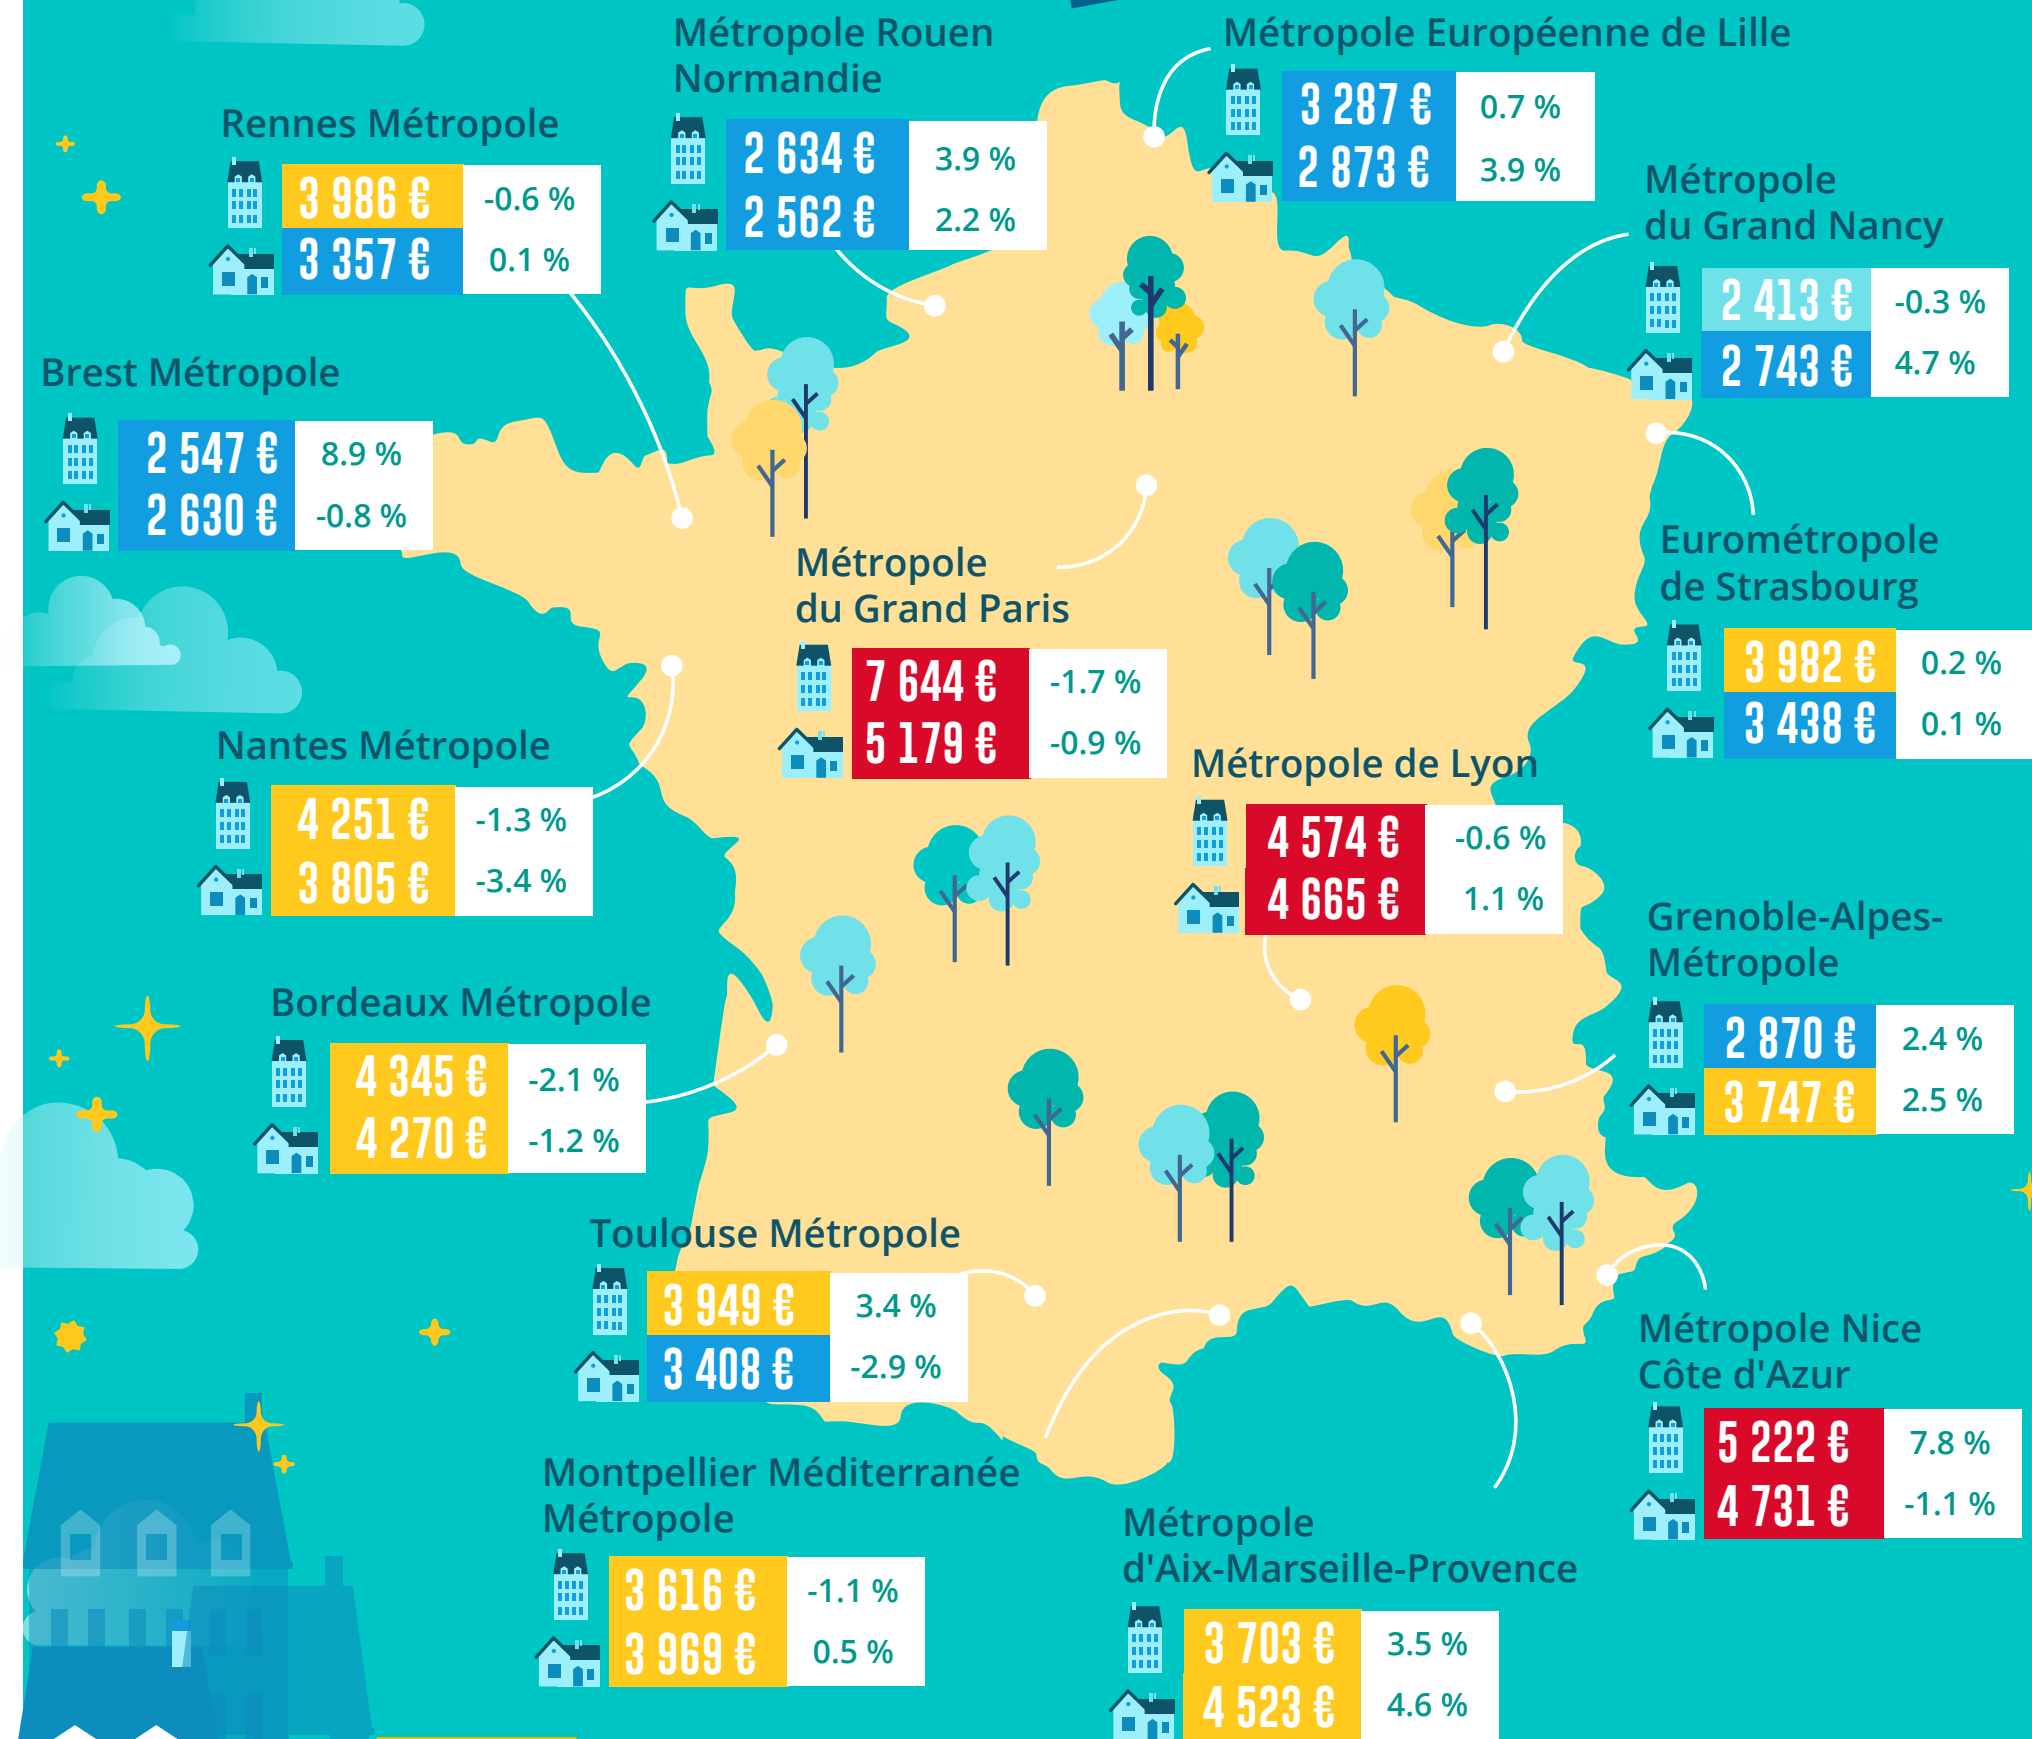 Métropole Rouen
Normandie
2 634 € 3.9 %
2 562 € 2.2 %
Métropole Européenne de Lille
3 287 € 0.7 %
2 873 € 3.9 %
Rennes Métropole
3 986 € -0.6 %
3 357 € 0.1 %
Métropole
du Grand Nancy
2 413 € -0.3 %
2 743 € 4.7 %
Brest Métropole
2 547 € 8.9 %
2 630 € -0.8 %
Eurométropole
de Strasbourg
3 982 € 0.2 %
3 438 € 0.1 %
Métropole
du Grand Paris
7 644 € -1.7 %
5 179 € -0.9 %
Nantes Métropole
4 251 € -1.3 %
3 805 € -3.4 %
Métropole de Lyon
4 574 € -0.6 %
4 665 € 1.1 %
Grenoble-Alpes-
Métropole
2 870 € 2.4 %
3 747 € 2.5 %
Bordeaux Métropole
4 345 € -2.1 %
4 270 € -1.2 %
Toulouse Métropole
3 949 € 3.4 %
3 408 € -2.9 %
Métropole Nice
Côte d'Azur
5 222 € 7.8 %
4 731 € -1.1 %
Montpellier Méditerranée
Métropole
3 616 € -1.1 %
3 969 € 0.5 %
Métropole
d'Aix-Marseille-Provence
3 703 € 3.5 %
4 523 € 4.6 %